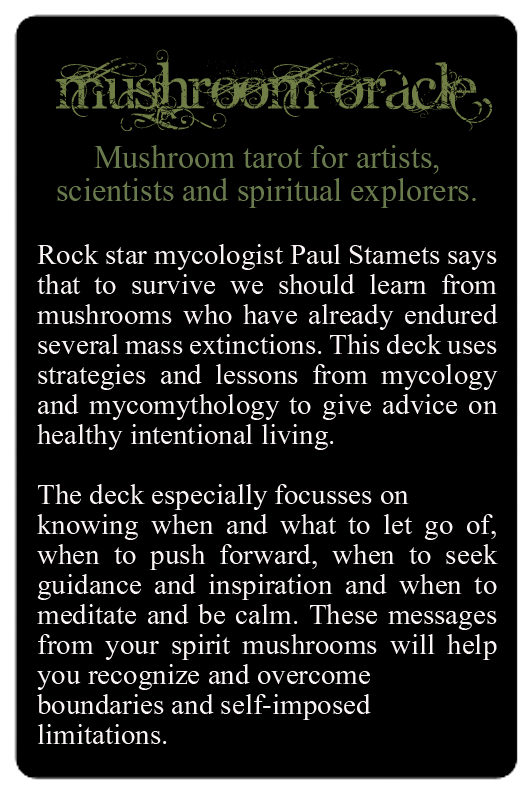 mushroom oracle
Mushroom tarot for artists,
scientists and spiritual explorers.
Rock star mycologist Paul Stamets says
that to survive we should learn from
mushrooms who have already endured
several mass extinctions. This deck uses
strategies and lessons from mycology
and mycomythology to give advice on
healthy intentional living.
The deck especially focusses on
knowing when and what to let go of,
when to push forward, when to seek
guidance and inspiration and when to
meditate and be calm. These messages
from your spirit mushrooms will help
you recognize and overcome
boundaries and self-imposed
limitations.